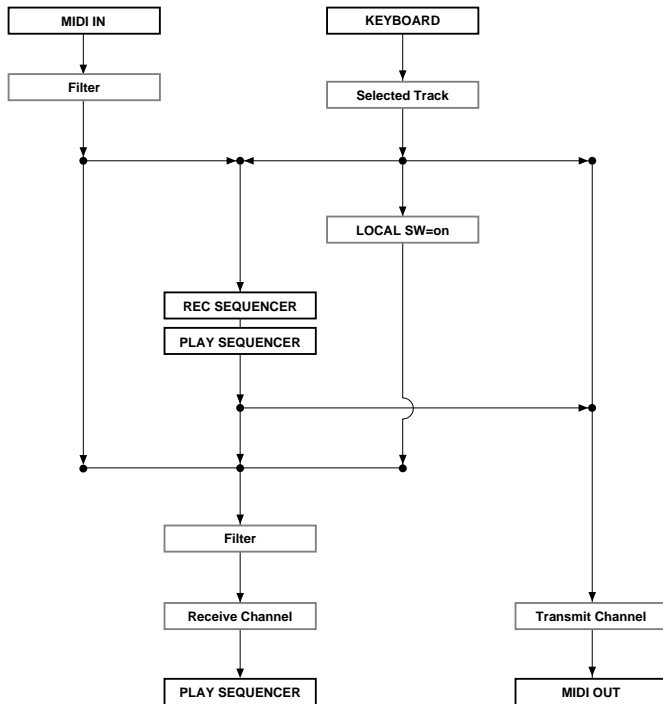 MIDI IN
KEYBOARD
Filter
Selected Track
LOCAL SW=on
REC SEQUENCER
PLAY SEQUENCER
Filter
Receive Channel
Transmit Channel
PLAY SEQUENCER
MIDI OUT